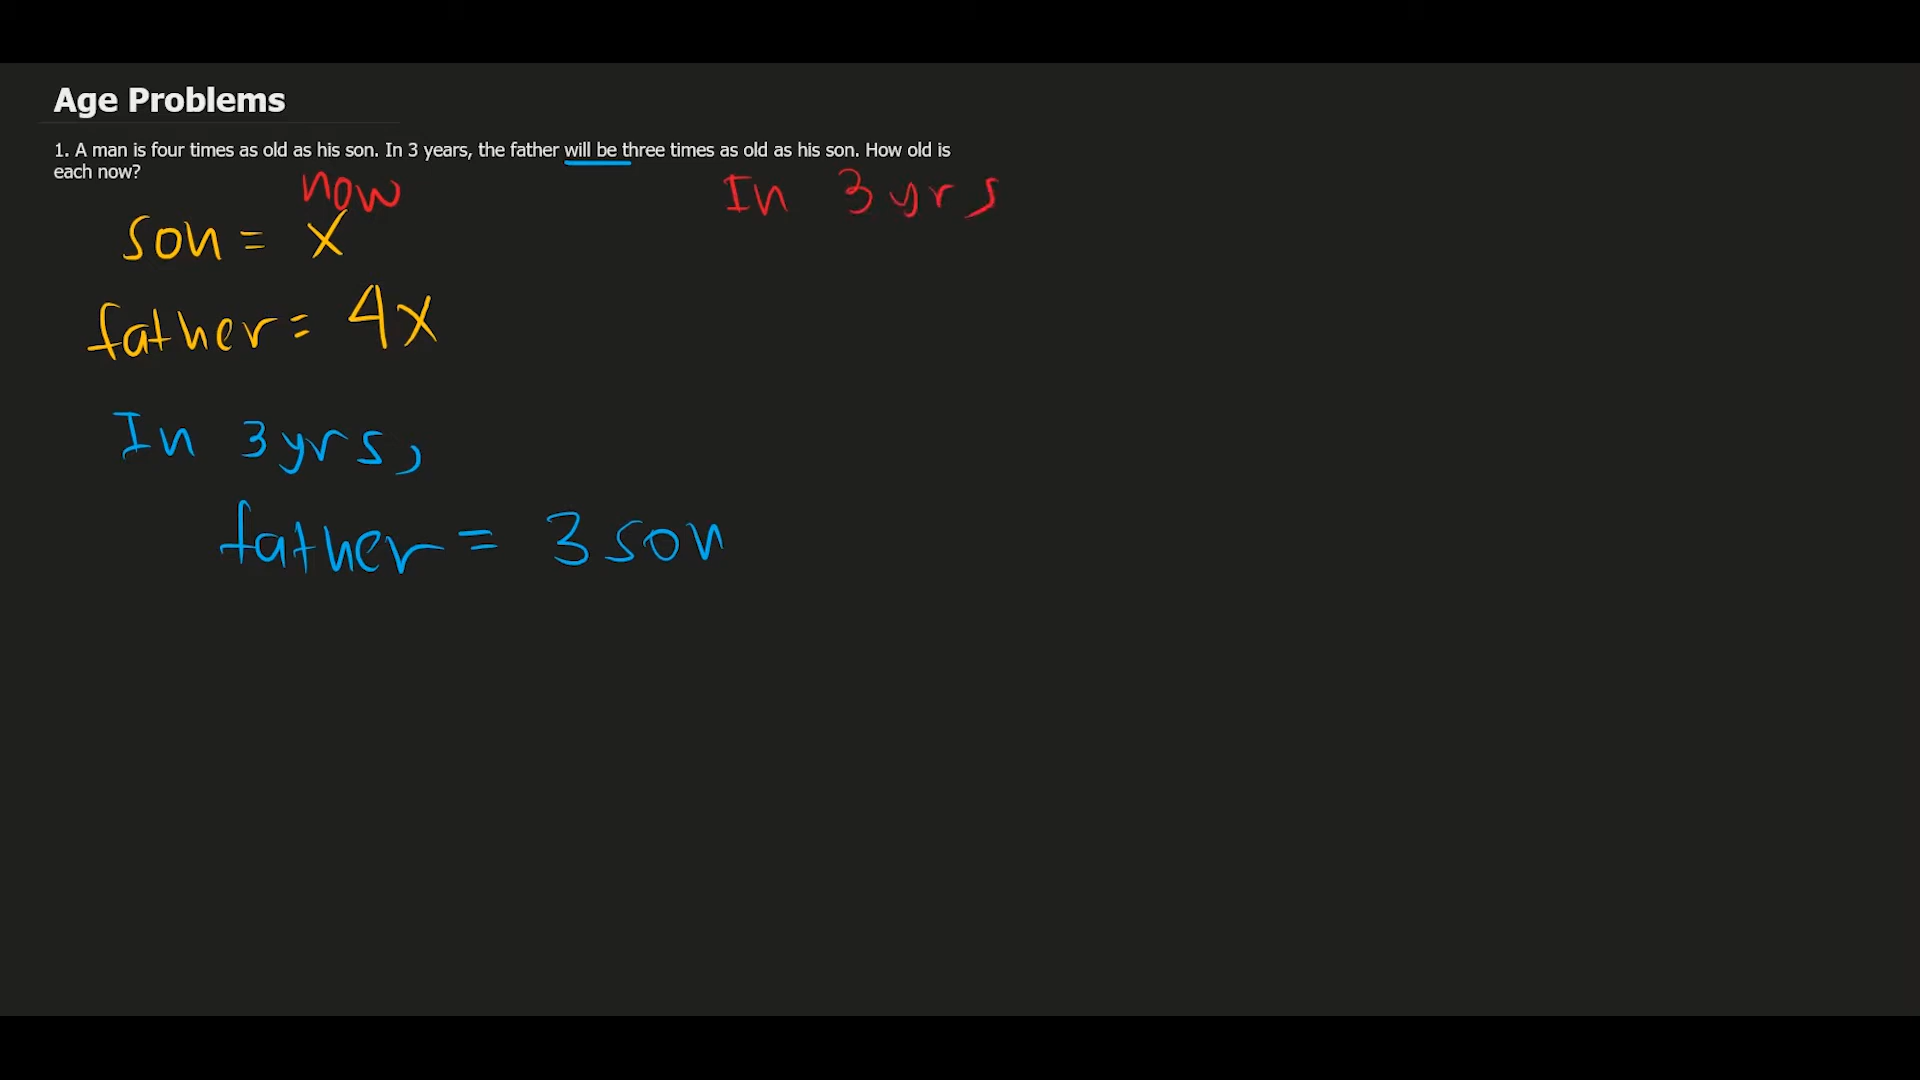 Age Problems
1. A man is four times as old as his son. In 3 years, the father will be three times as old as his son. How old is
each now?
now In 3 yrs
son = x
father = 4x
In 3 yrs,
father = 3 son